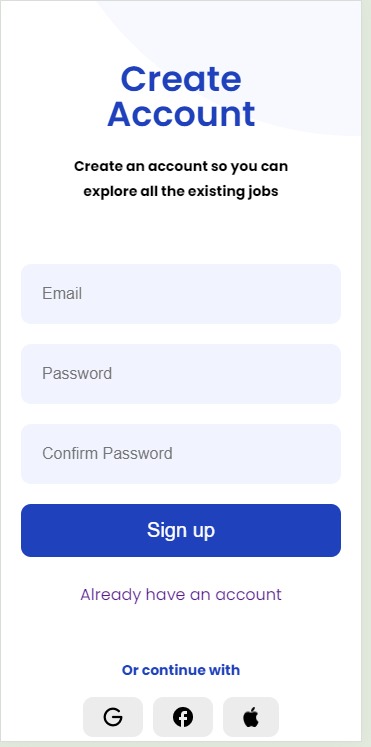 Create
Account
Create an account so you can
explore all the existing jobs
Email
Password
Confirm Password
Sign up
Already have an account
Or continue with